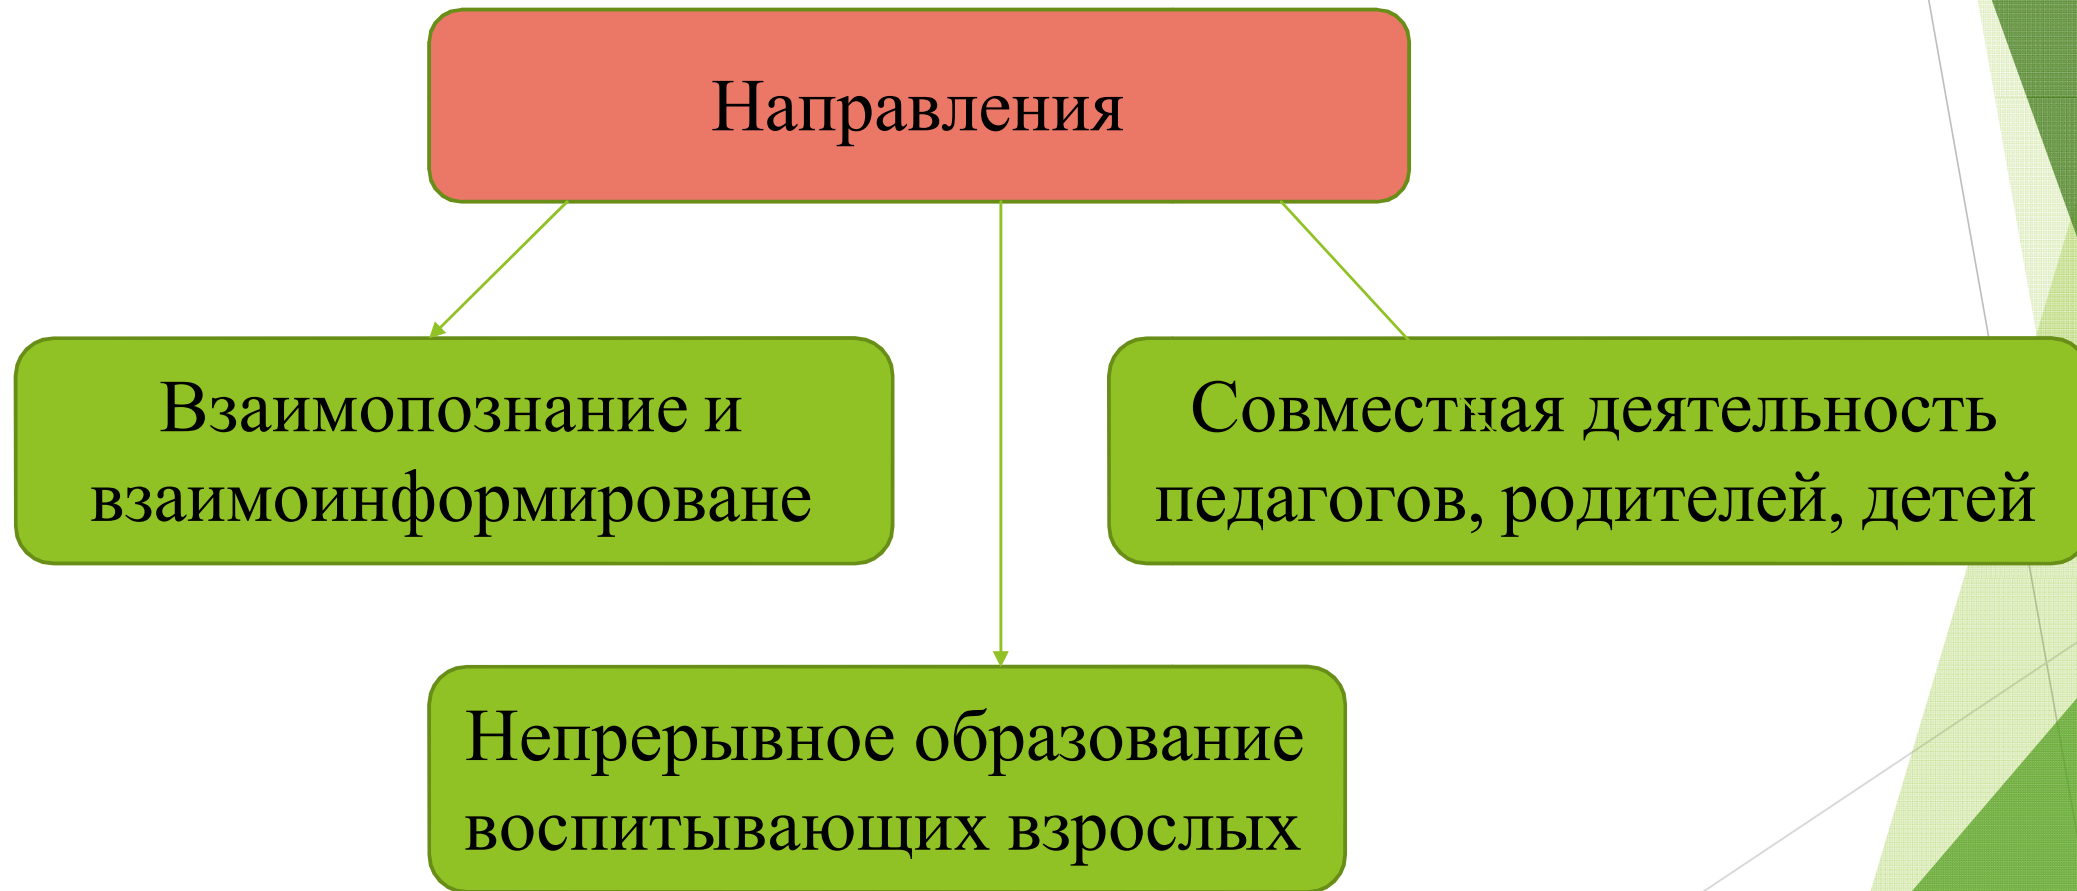 Направления
Взаимопознание и
взаимоинформироване
Совместная деятельность
педагогов, родителей, детей
Непрерывное образование
воспитывающих взрослых